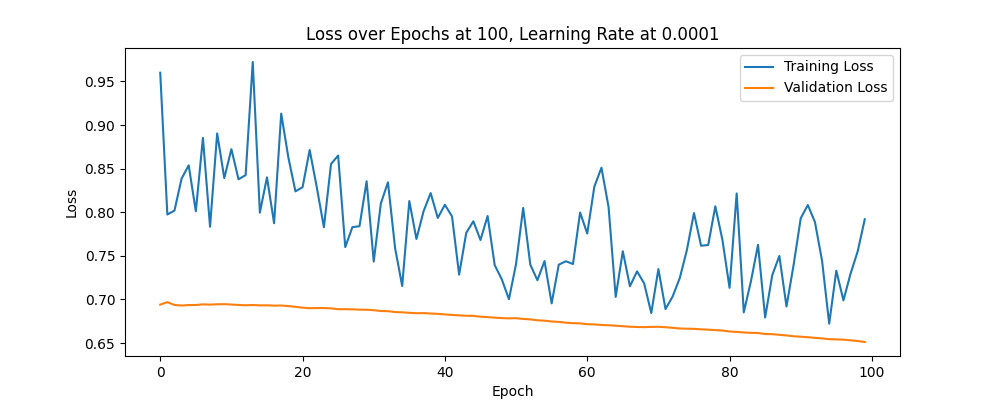 Loss over Epochs at 100, Learning Rate at 0.0001
Training Loss
Validation Loss
0.95
0.90
0.85
0.80
0.75
0.70
0.65
Loss
0
20
40
60
80
100
Epoch